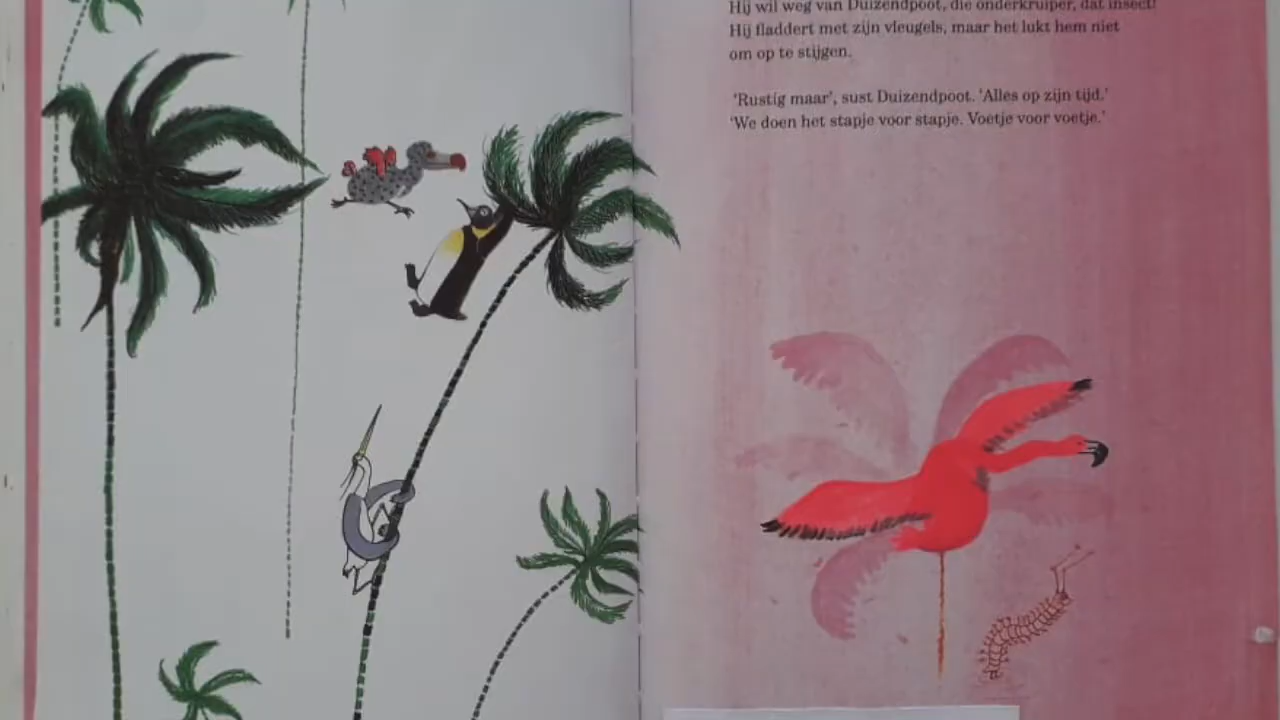 Hij wil weg van Duizendpoot, die onderkruiper, dat insect!
Hij fladdert met zijn vleugels, maar het lukt hem niet
om op te stijgen.
'Rustig maar', sust Duizendpoot. 'Alles op zijn tijd.'
'We doen het stapje voor stapje. Voetje voor voetje.'